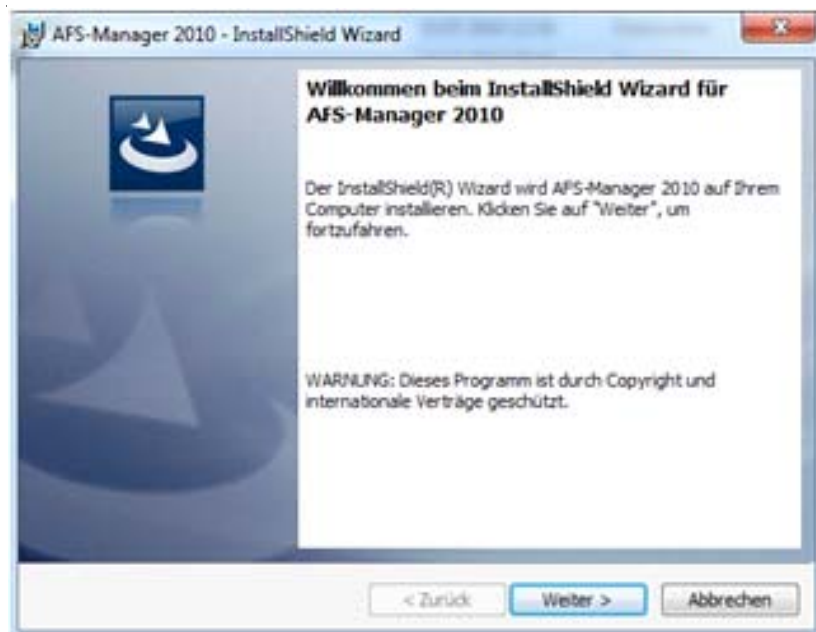 AFS-Manager 2010 - InstallShield Wizard
Willkommen beim InstallShield Wizard für
AFS-Manager 2010
Der InstallShield(R) Wizard wird AFS-Manager 2010 auf Ihrem
Computer installieren. Klicken Sie auf "Weiter", um
fortzufahren.
WARNUNG: Dieses Programm ist durch Copyright und
internationale Verträge geschützt.
< Zurück
Weiter >
Abbrechen